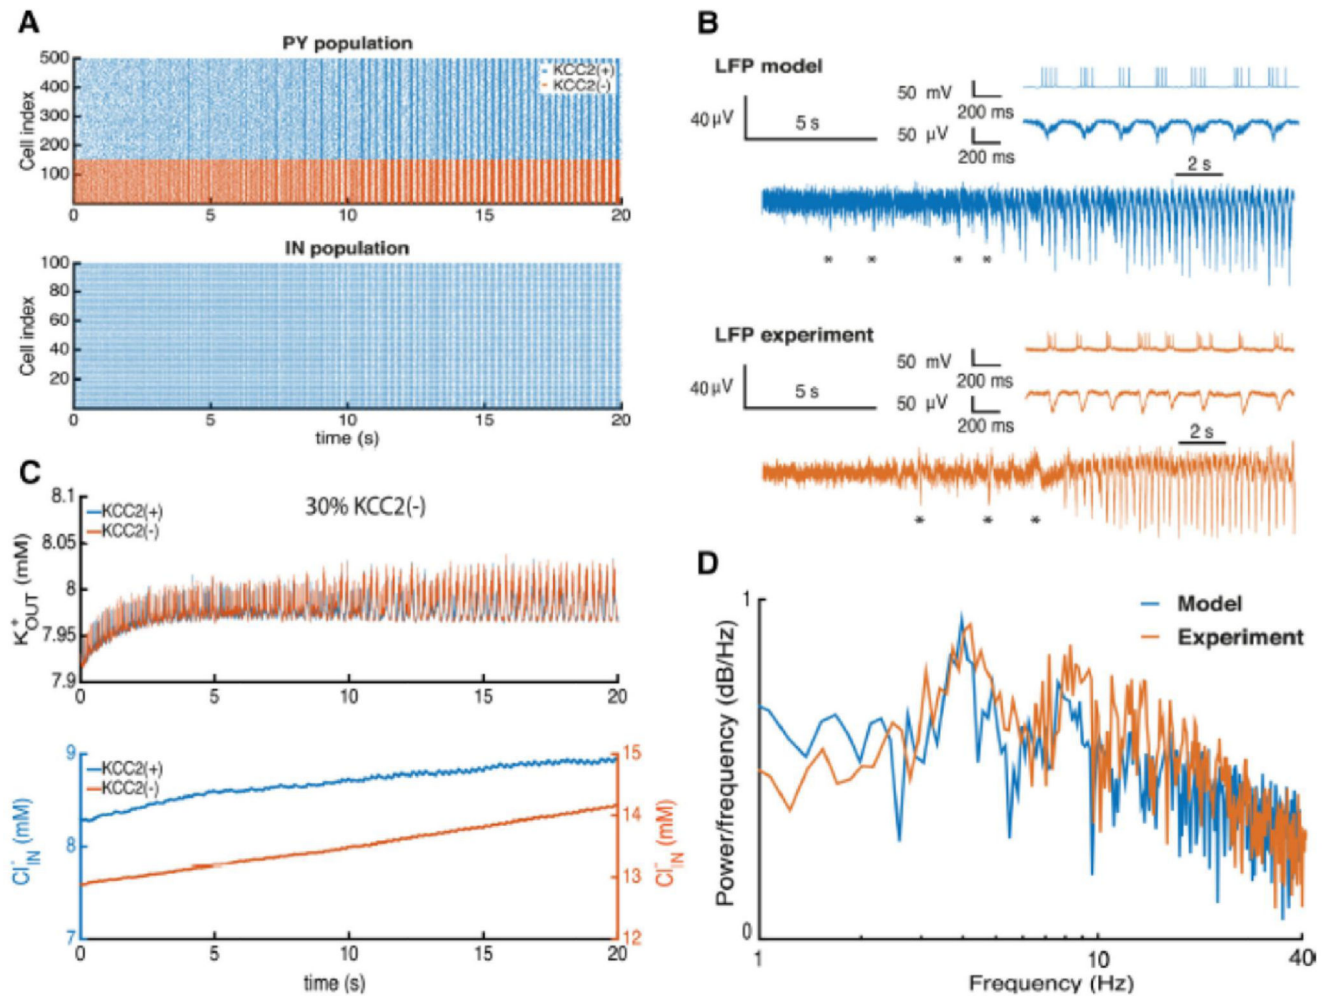 A
PY population
500
400
300
200
100
Cell index
KCC2(+)
KCC2(-)
0 5 10 15 20
IN population
100
80
60
40
20
Cell index
0 5 10 15 20
time (s)
B
LFP model
40 µV
5 s
50 mV
200 ms
50 µV
200 ms
2 s
* * * *
LFP experiment
40 µV
5 s
50 mV
200 ms
50 µV
200 ms
2 s
* * *
C
30% KCC2(-)
KCC2(+)
KCC2(-)
8.1
8.05
8
7.95
7.9
K+OUT (mM)
0 5 10 15 20
KCC2(+)
KCC2(-)
9
8
7
Cl-IN (mM)
15
14
13
12
Cl-IN (mM)
0 5 10 15 20
time (s)
D
Model
Experiment
1
0
Power/frequency (dB/Hz)
1 10 40
Frequency (Hz)